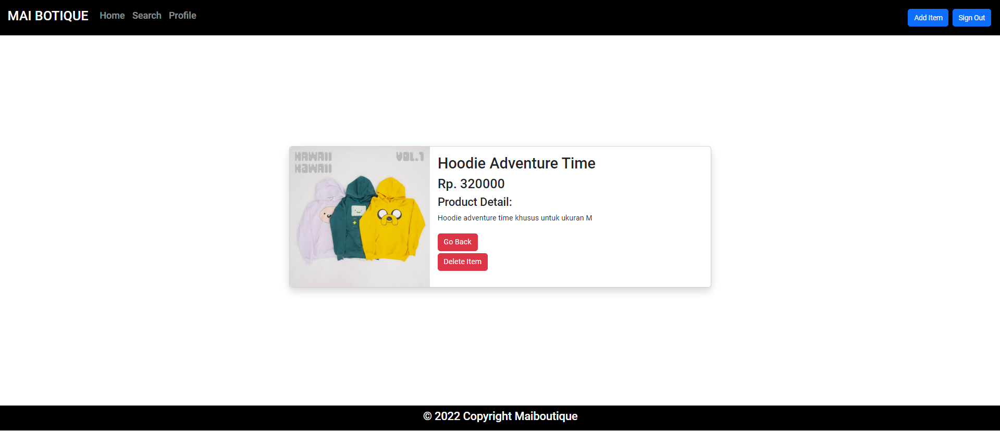 MAI BOTIQUE Home Search Profile Add Item Sign Out
HAWAII VOL.1
HAWAII
Hoodie Adventure Time
Rp. 320000
Product Detail:
Hoodie adventure time khusus untuk ukuran M
Go Back
Delete Item
© 2022 Copyright Maiboutique